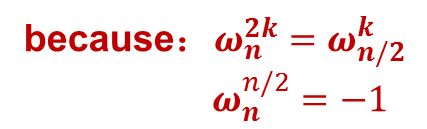 because： ω_n^{2k} = ω_{n/2}^k
ω_n^{n/2} = −1